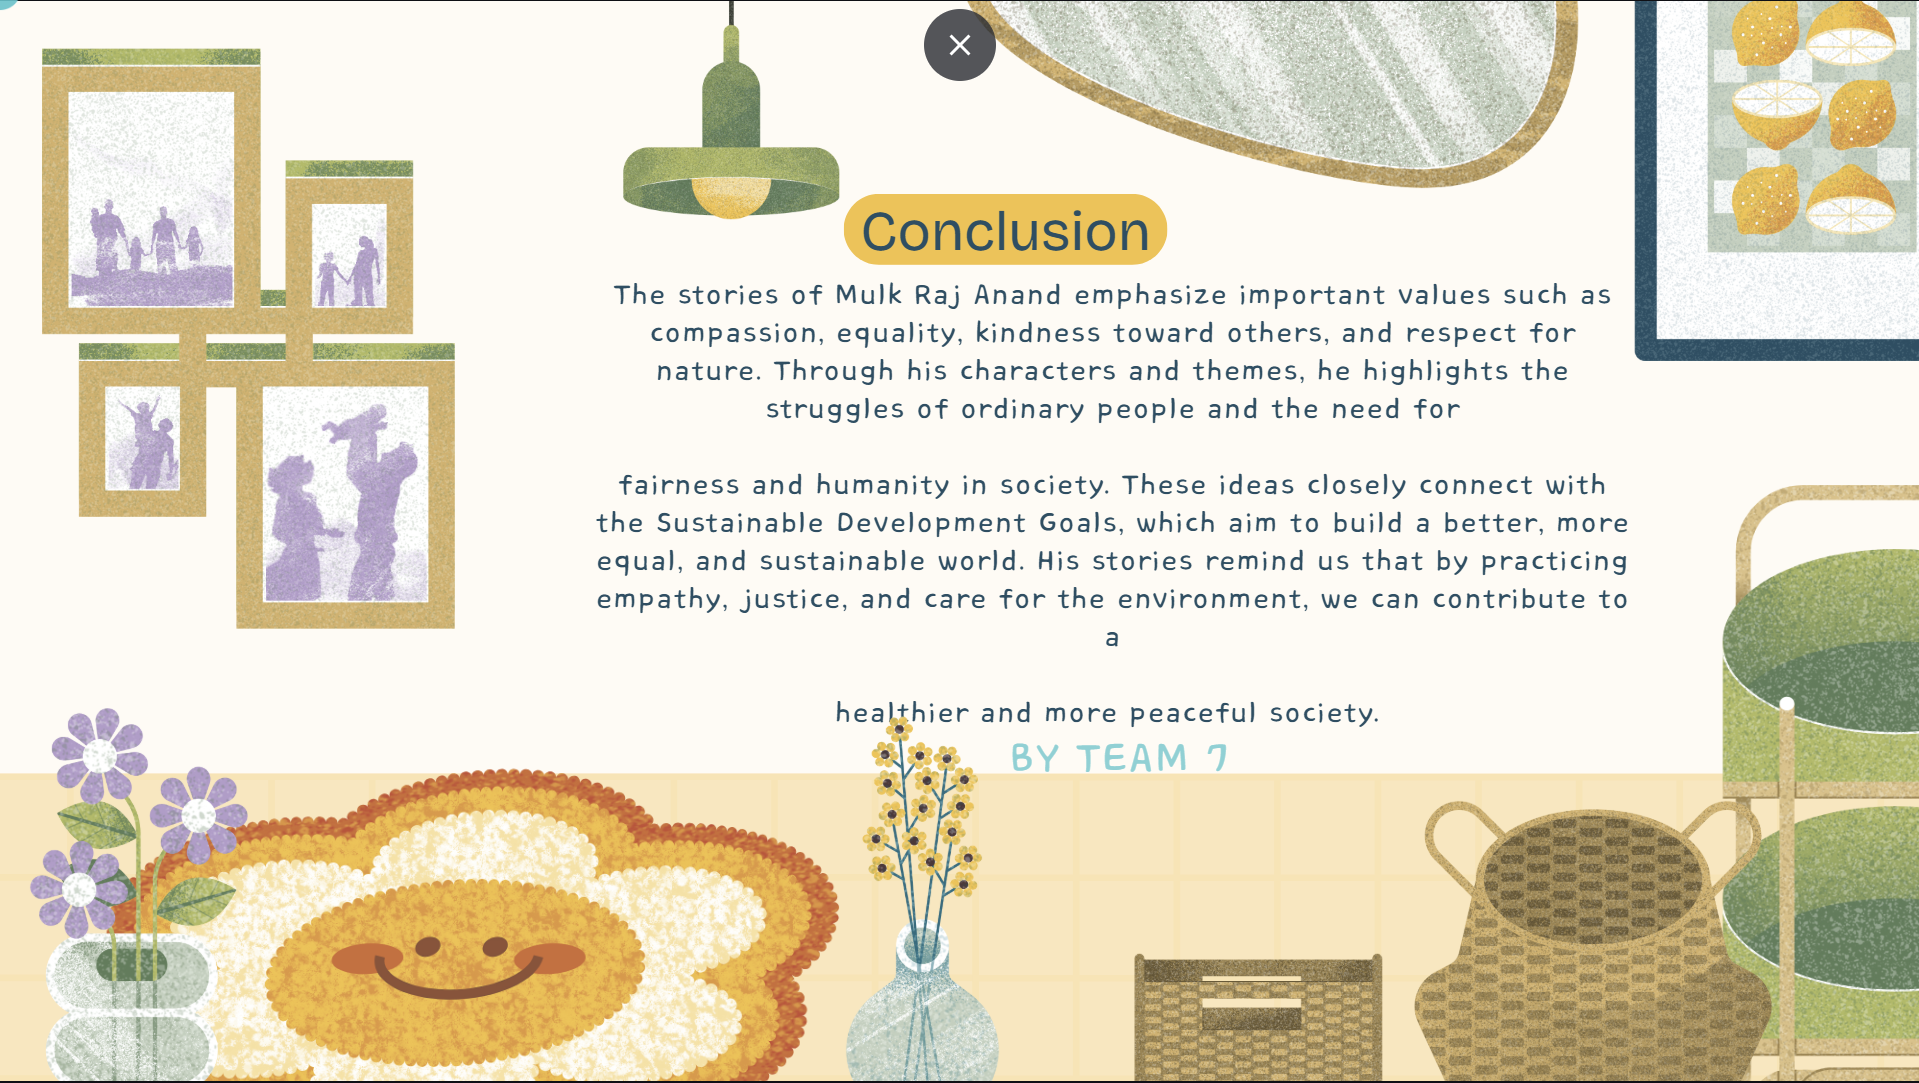 Conclusion
The stories of Mulk Raj Anand emphasize important values such as
compassion, equality, kindness toward others, and respect for
nature. Through his characters and themes, he highlights the
struggles of ordinary people and the need for
fairness and humanity in society. These ideas closely connect with
the Sustainable Development Goals, which aim to build a better, more
equal, and sustainable world. His stories remind us that by practicing
empathy, justice, and care for the environment, we can contribute to
a
healthier and more peaceful society.
BY TEAM 7